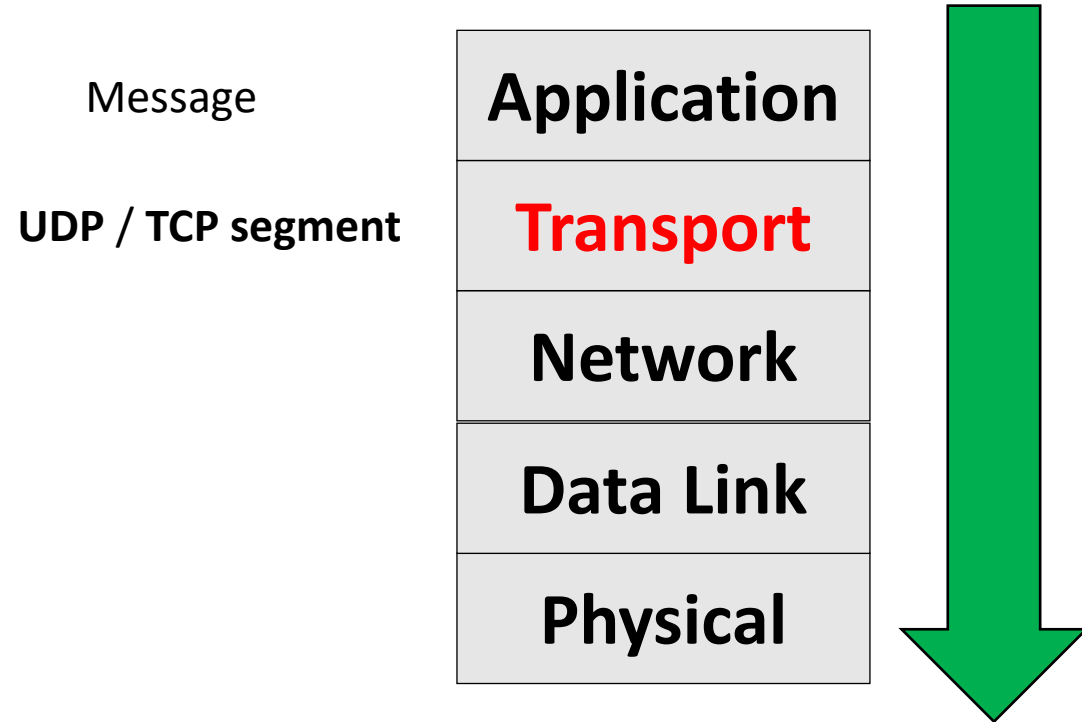 Message
Application
UDP / TCP segment
Transport
Network
Data Link
Physical